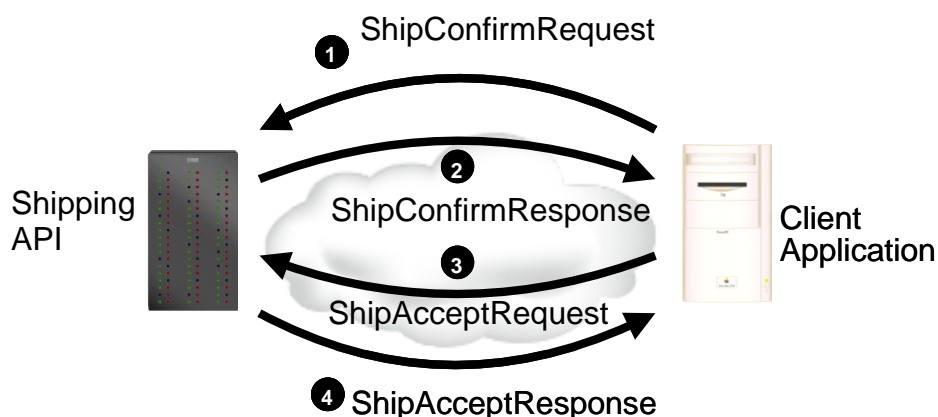 ShipConfirmRequest
1
2
Shipping
API
ShipConfirmResponse
Client
Application
3
ShipAcceptRequest
4 ShipAcceptResponse